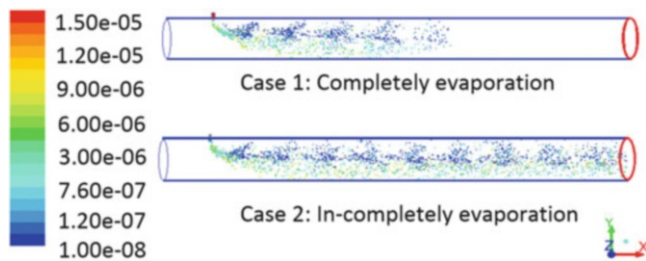 1.50e-05
1.20e-05
9.00e-06
6.00e-06
3.00e-06
7.60e-07
1.20e-07
1.00e-08
Case 1: Completely evaporation
Case 2: In-completely evaporation
Y
Z
X